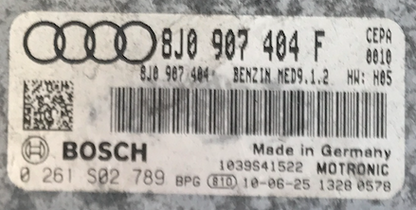 8J0 907 404 F CEPA
0010
8J0 907 404 BENZIN MED9.1.2 HW: H05
BOSCH Made in Germany
1039S41522 MOTRONIC
0 261 S02 789 BPG 810 10-06-25 1328 0578